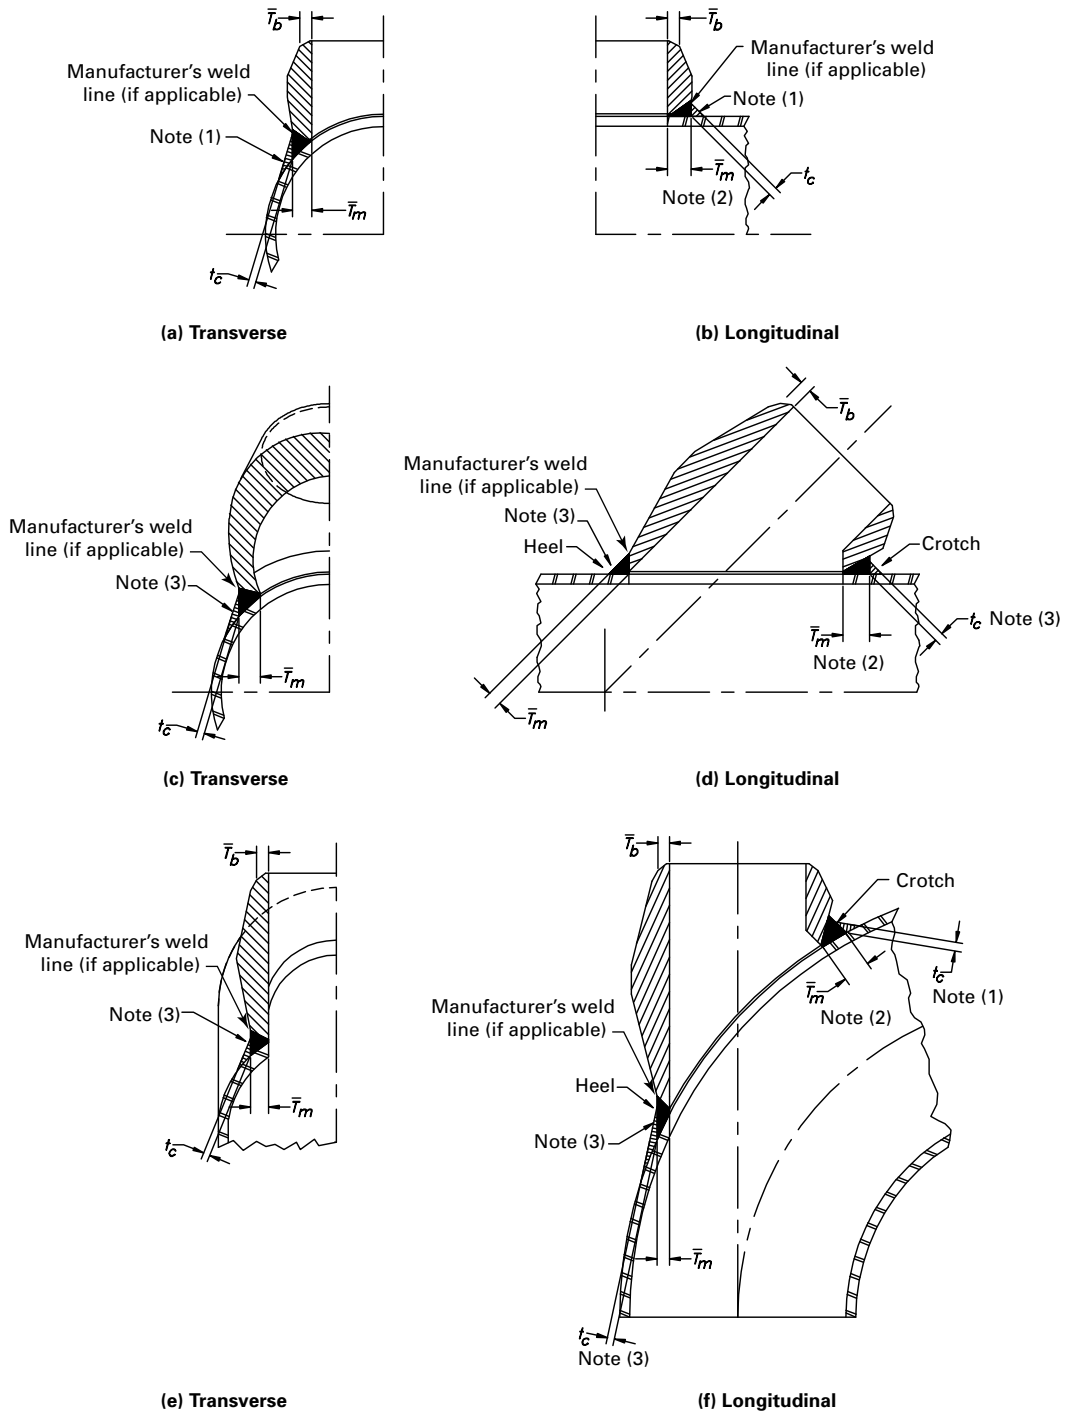 T̅b
Manufacturer's weld
line (if applicable)
Note (1)
T̅m
tc
(a) Transverse
T̅b
Manufacturer's weld
line (if applicable)
Note (1)
T̅m
Note (2)
tc
(b) Longitudinal
Manufacturer's weld
line (if applicable)
Note (3)
T̅m
tc
(c) Transverse
T̅b
Manufacturer's weld
line (if applicable)
Note (3)
Heel
Crotch
T̅m
Note (2)
tc Note (3)
T̅m
(d) Longitudinal
T̅b
Manufacturer's weld
line (if applicable)
Note (3)
T̅m
tc
(e) Transverse
T̅b
Crotch
tc
Note (1)
T̅m
Note (2)
Manufacturer's weld
line (if applicable)
Heel
Note (3)
T̅m
tc
Note (3)
(f) Longitudinal